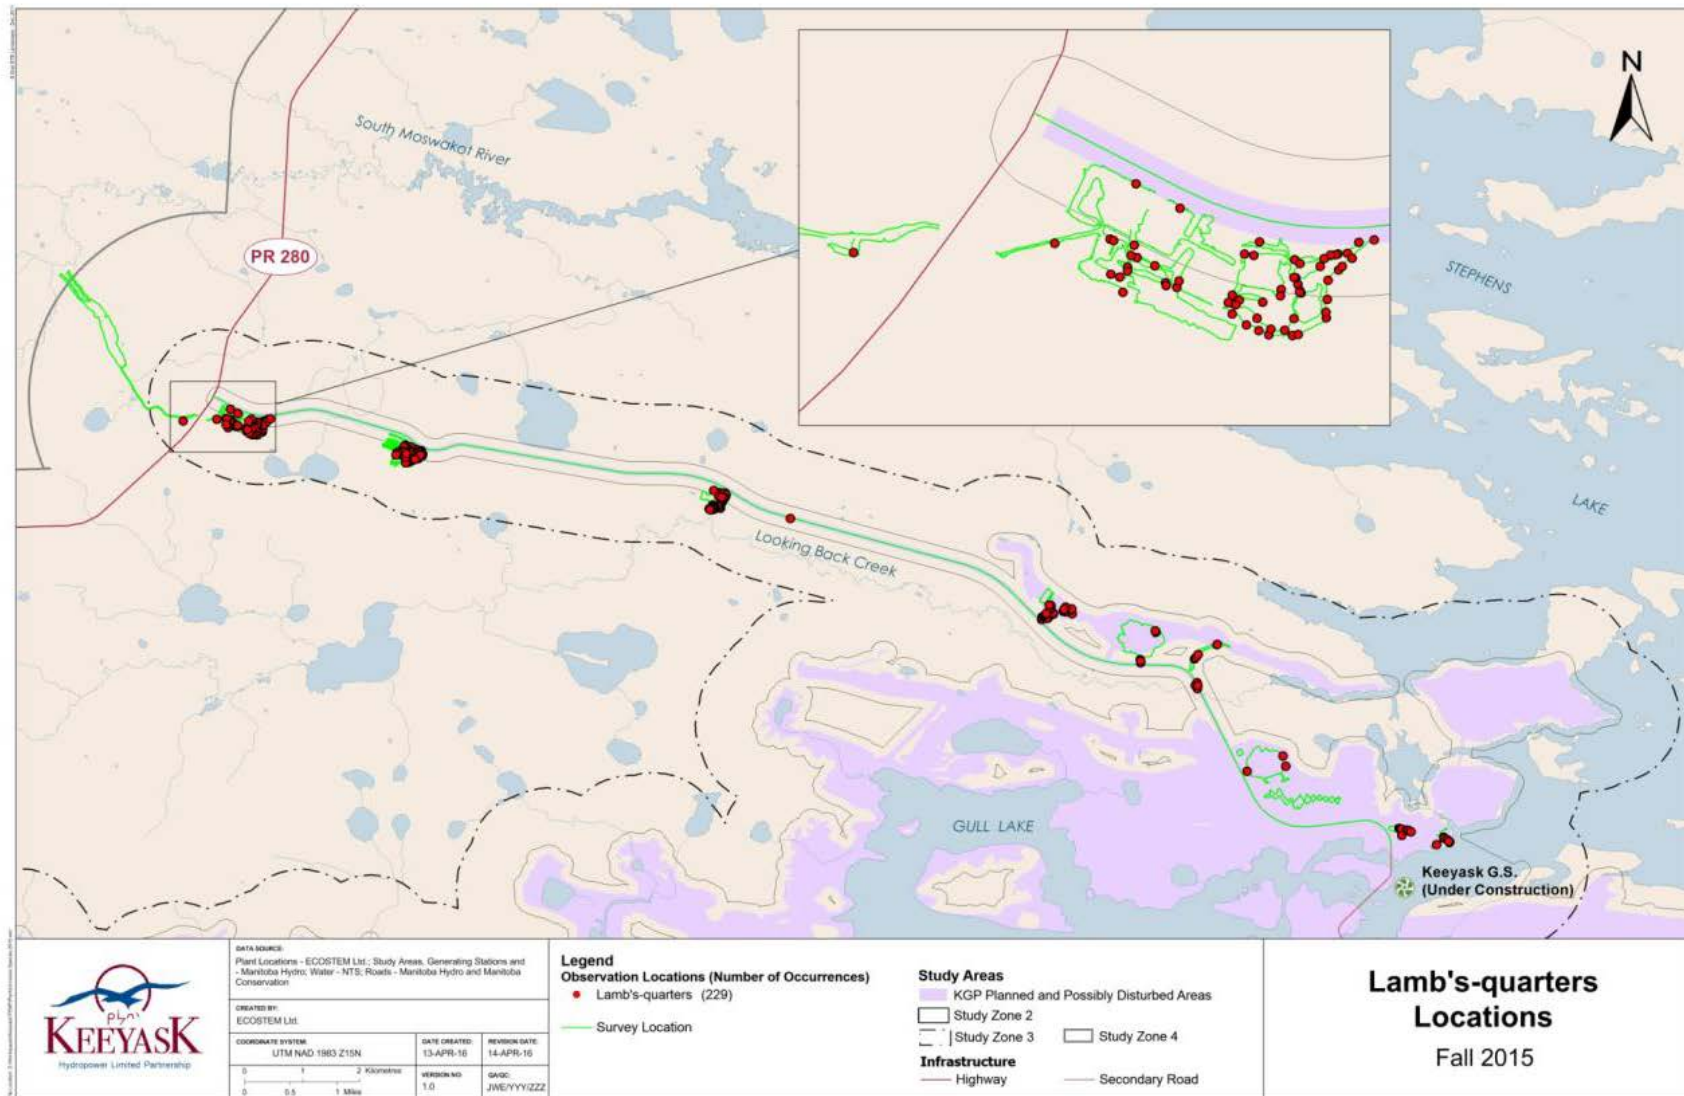 South Moswakot River
PR 280
N
STEPHENS
LAKE
Looking Back Creek
GULL LAKE
Keeyask G.S.
(Under Construction)
KEEYASK
Hydropower Limited Partnership
DATA SOURCE:
Plant Locations - ECOSTEM Ltd.; Study Areas, Generating Stations and
- Manitoba Hydro; Water - NTS; Roads - Manitoba Hydro and Manitoba
Conservation
CREATED BY:
ECOSTEM Ltd.
COORDINATE SYSTEM:
UTM NAD 1983 Z15N
DATE CREATED:
13-APR-16
REVISION DATE:
14-APR-16
0 1 2 Kilometres
0 0.5 1 Miles
VERSION NO:
1.0
QA/QC:
JWE/YYY/ZZZ
Legend
Observation Locations (Number of Occurrences)
Lamb's-quarters (229)
Survey Location
Study Areas
KGP Planned and Possibly Disturbed Areas
Study Zone 2
Study Zone 3
Study Zone 4
Infrastructure
Highway
Secondary Road
Lamb's-quarters
Locations
Fall 2015